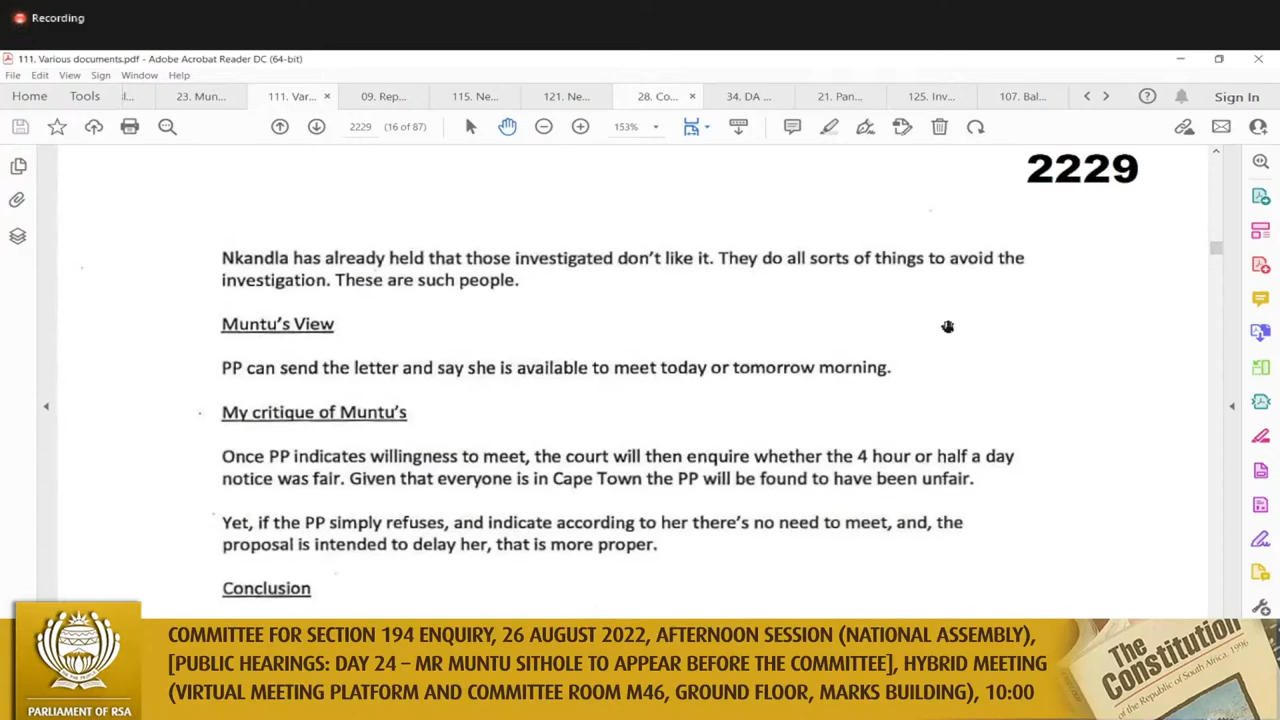 Recording
111. Various documents.pdf - Adobe Acrobat Reader DC (64-bit)
File Edit View Sign Window Help
Home Tools il... 23. Mun... 111. Var... × 09. Rep... 115. Ne... 121. Ne... 28. Co... × 34. DA ... 21. Pan... 125. Inv... 107. Bal... Sign In
2229 (16 of 87) 153%
2229
Nkandla has already held that those investigated don't like it. They do all sorts of things to avoid the
investigation. These are such people.
Muntu's View
PP can send the letter and say she is available to meet today or tomorrow morning.
My critique of Muntu's
Once PP indicates willingness to meet, the court will then enquire whether the 4 hour or half a day
notice was fair. Given that everyone is in Cape Town the PP will be found to have been unfair.
Yet, if the PP simply refuses, and indicate according to her there's no need to meet, and, the
proposal is intended to delay her, that is more proper.
Conclusion
COMMITTEE FOR SECTION 194 ENQUIRY, 26 AUGUST 2022, AFTERNOON SESSION (NATIONAL ASSEMBLY),
[PUBLIC HEARINGS: DAY 24 – MR MUNTU SITHOLE TO APPEAR BEFORE THE COMMITTEE], HYBRID MEETING
(VIRTUAL MEETING PLATFORM AND COMMITTEE ROOM M46, GROUND FLOOR, MARKS BUILDING), 10:00
PARLIAMENT OF RSA
The
Constitution
of the Republic of South Africa, 1996